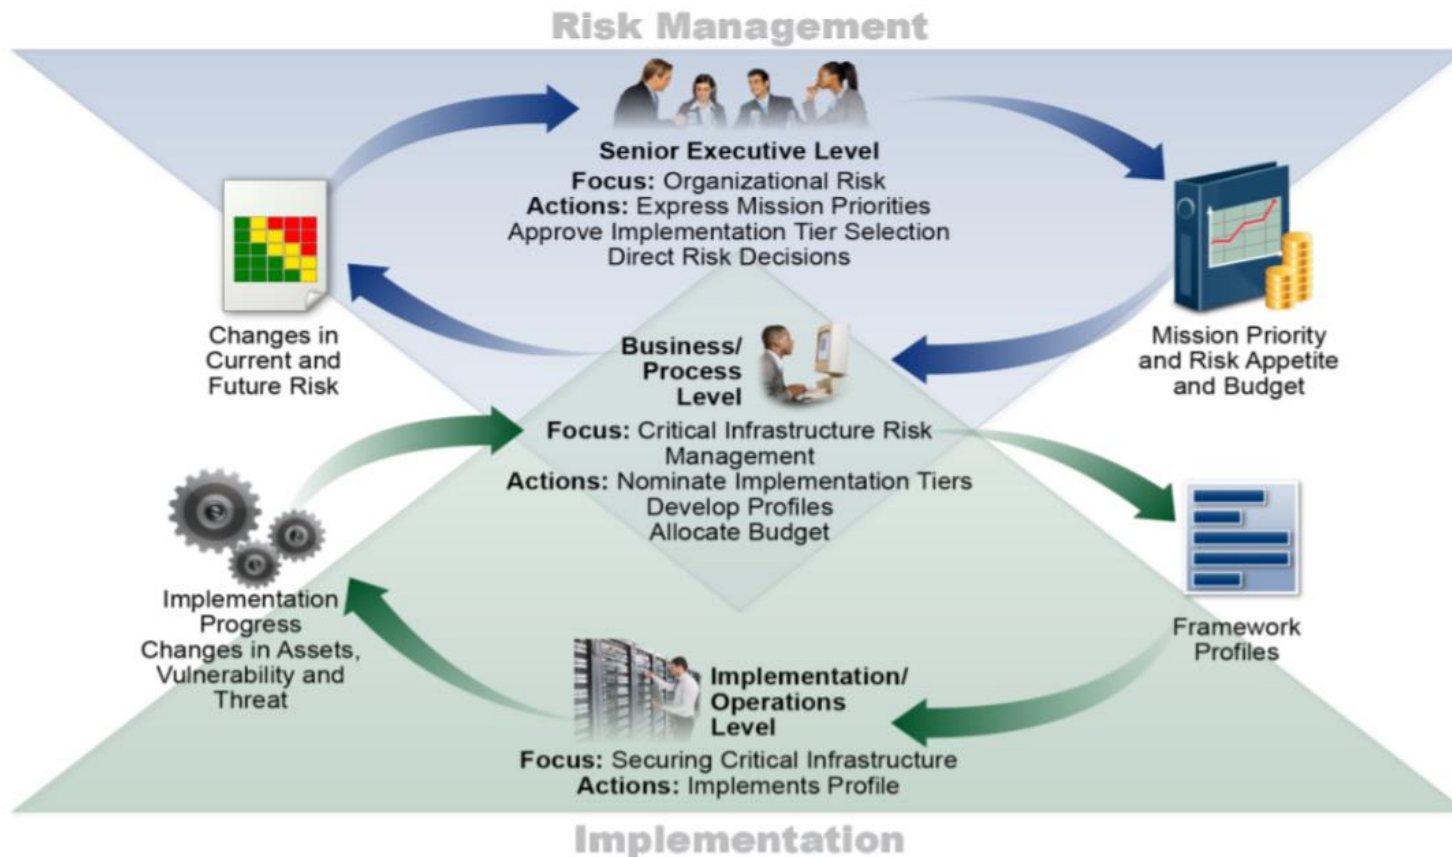 Risk Management
Senior Executive Level
Focus: Organizational Risk
Actions: Express Mission Priorities
Approve Implementation Tier Selection
Direct Risk Decisions
Changes in
Current and
Future Risk
Mission Priority
and Risk Appetite
and Budget
Business/
Process
Level
Focus: Critical Infrastructure Risk
Management
Actions: Nominate Implementation Tiers
Develop Profiles
Allocate Budget
Implementation
Progress
Changes in Assets,
Vulnerability and
Threat
Framework
Profiles
Implementation/
Operations
Level
Focus: Securing Critical Infrastructure
Actions: Implements Profile
Implementation